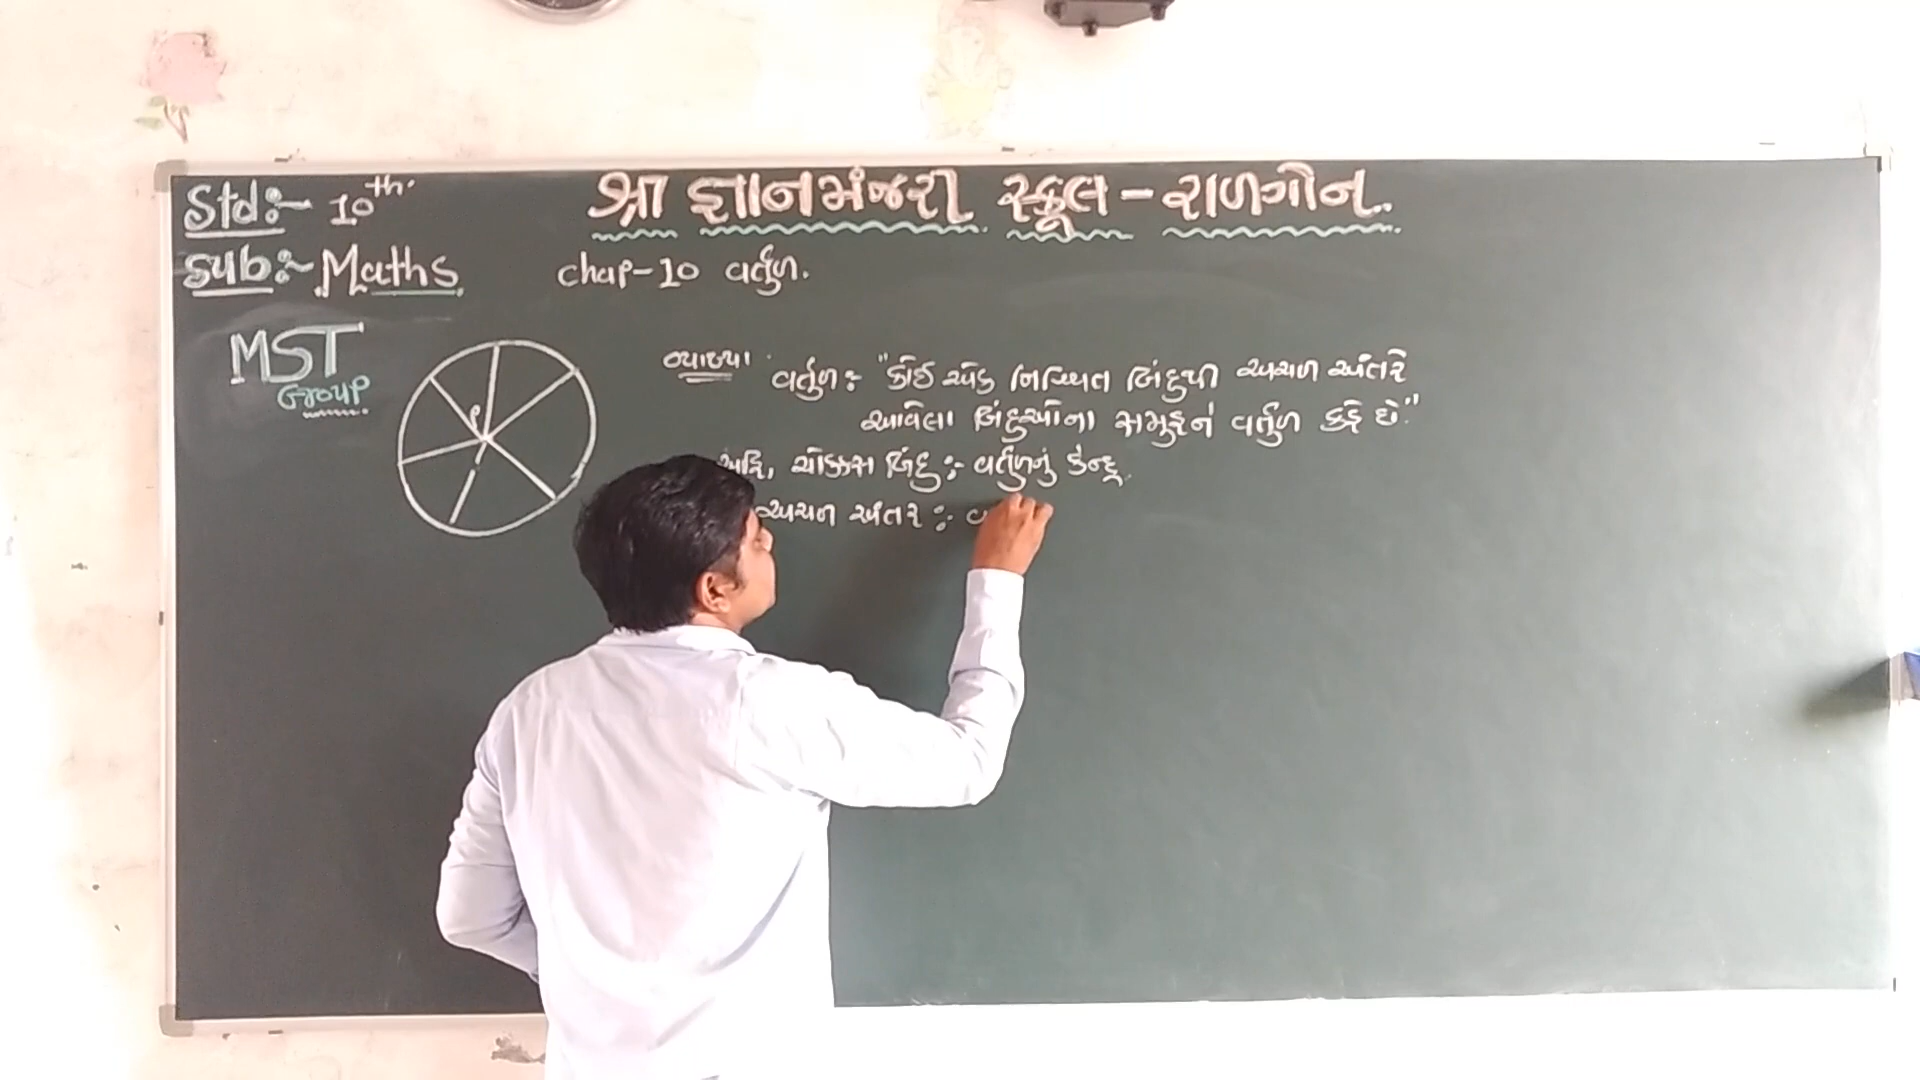 Std:- 10th.
શ્રી જ્ઞાનમંજરી સ્કૂલ - રાળગોન.
Sub:- Maths
chap-10 વર્તુળ.
MST
Group
વ્યાખ્યા
વર્તુળ:- "કોઈ એક નિશ્ચિત બિંદુથી અચળ અંતરે
આવેલા બિંદુઓના સમુહને વર્તુળ કહે છે."
અહિ, ચોક્કસ બિંદુ :- વર્તુળનું કેન્દ્ર.
અચળ અંતર :-